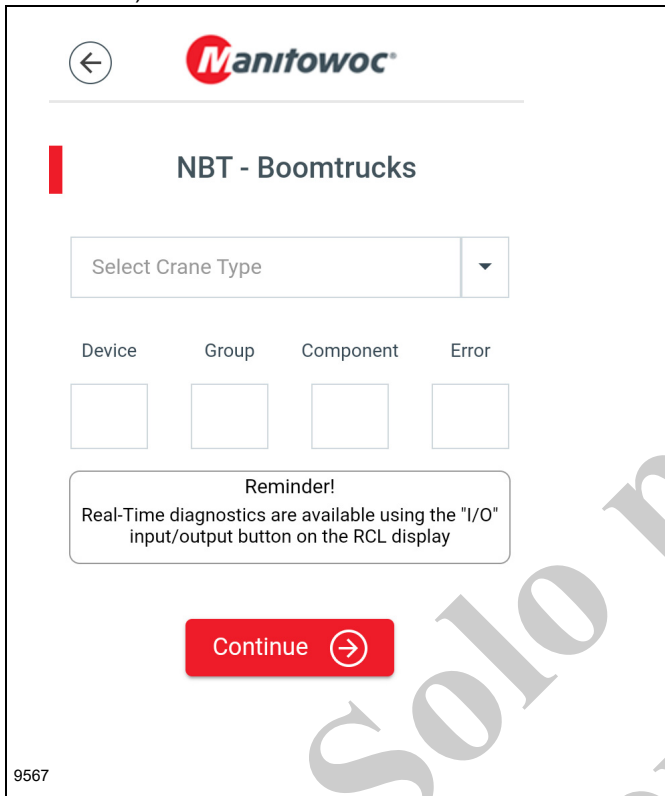 Manitowoc®
NBT - Boomtrucks
Select Crane Type
Device Group Component Error
Reminder!
Real-Time diagnostics are available using the "I/O"
input/output button on the RCL display
Continue
Solo
9567